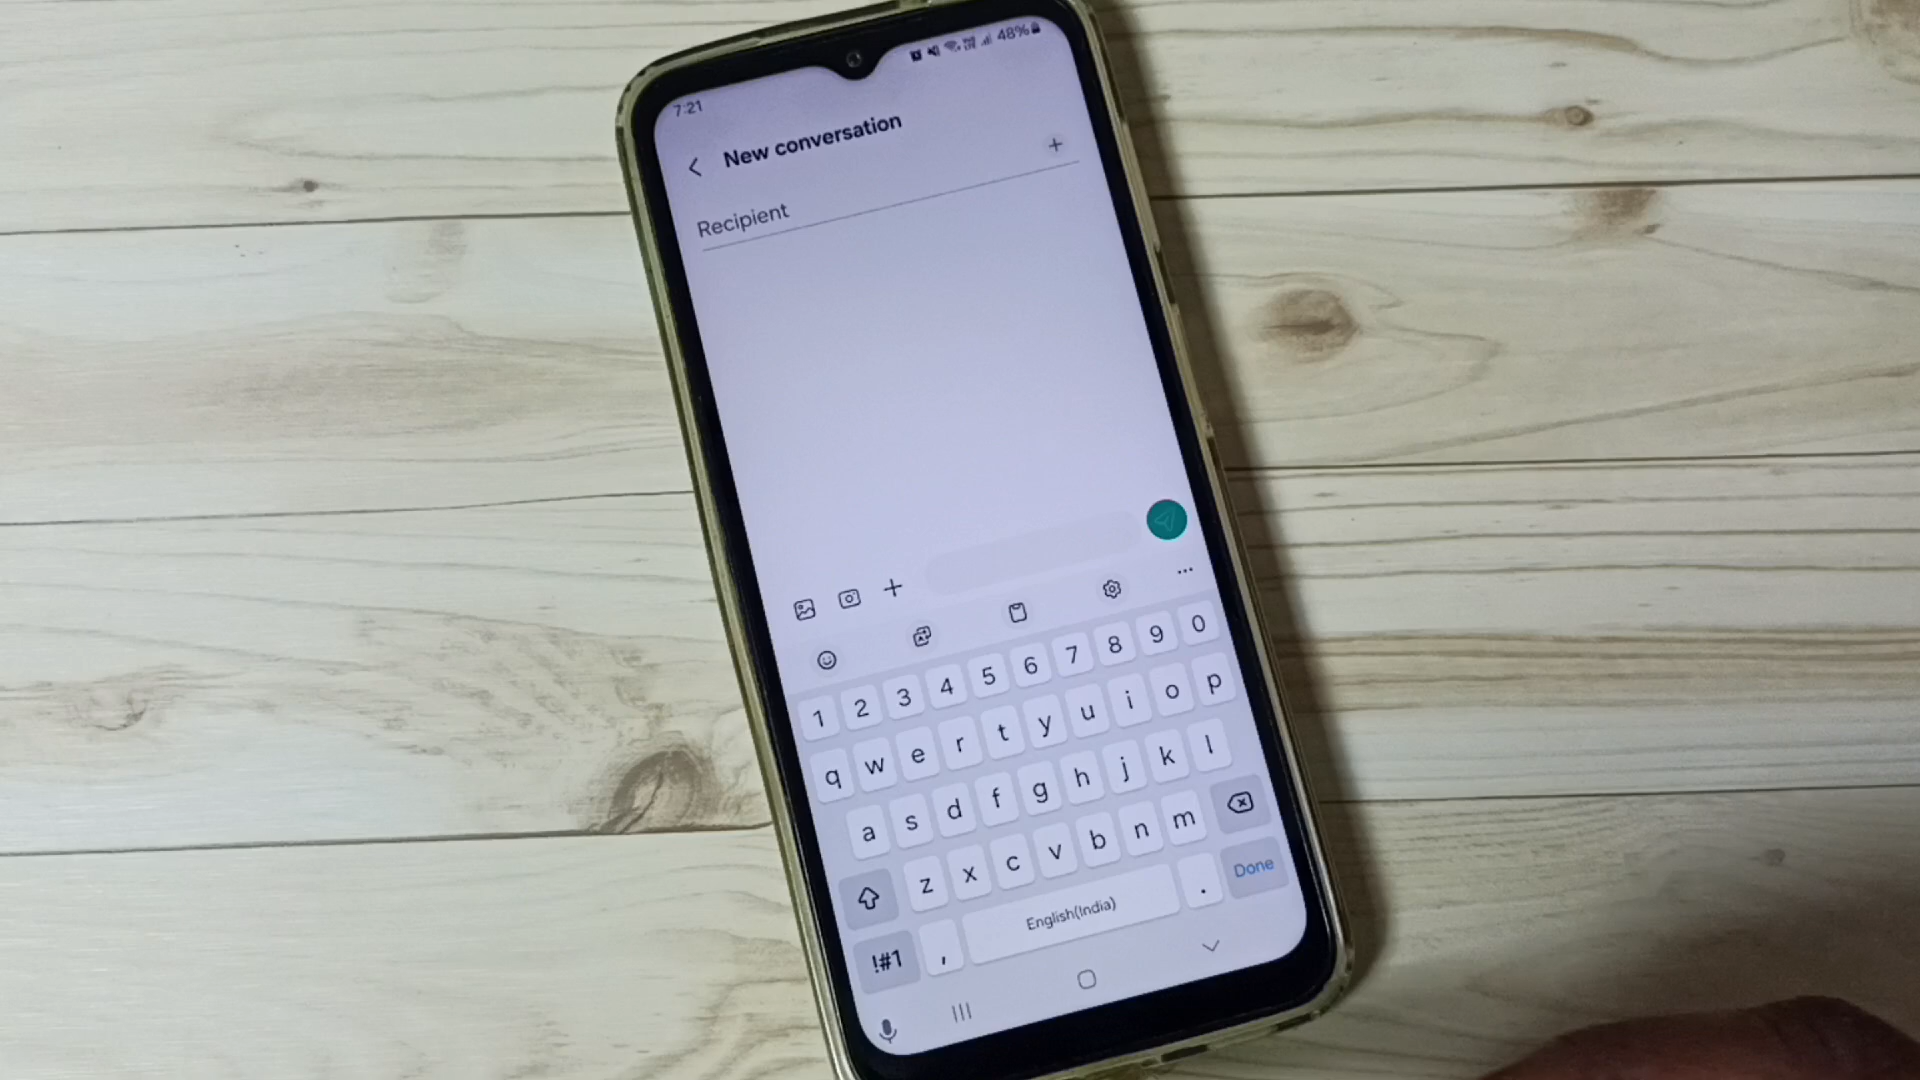 7:21
48%
New conversation
Recipient
1 2 3 4 5 6 7 8 9 0
q w e r t y u i o p
a s d f g h j k l
z x c v b n m
!#1 , English(India) . Done